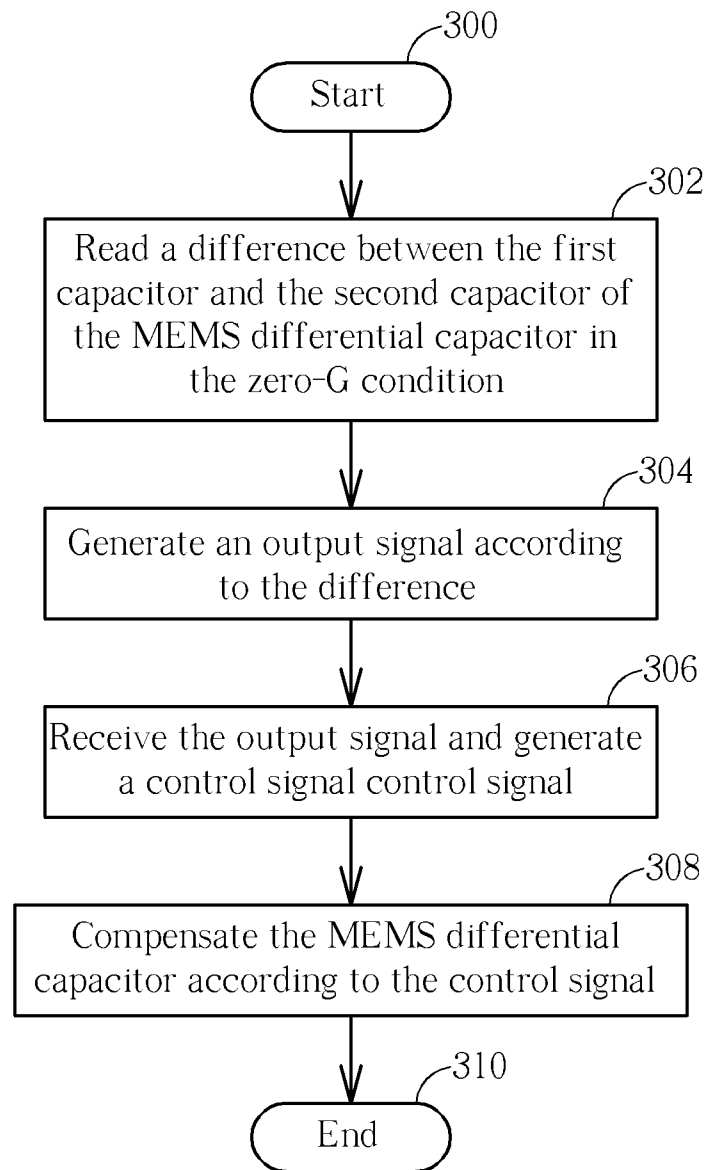 300
Start
302
Read a difference between the first
capacitor and the second capacitor of
the MEMS differential capacitor in
the zero-G condition
304
Generate an output signal according
to the difference
306
Receive the output signal and generate
a control signal control signal
308
Compensate the MEMS differential
capacitor according to the control signal
310
End